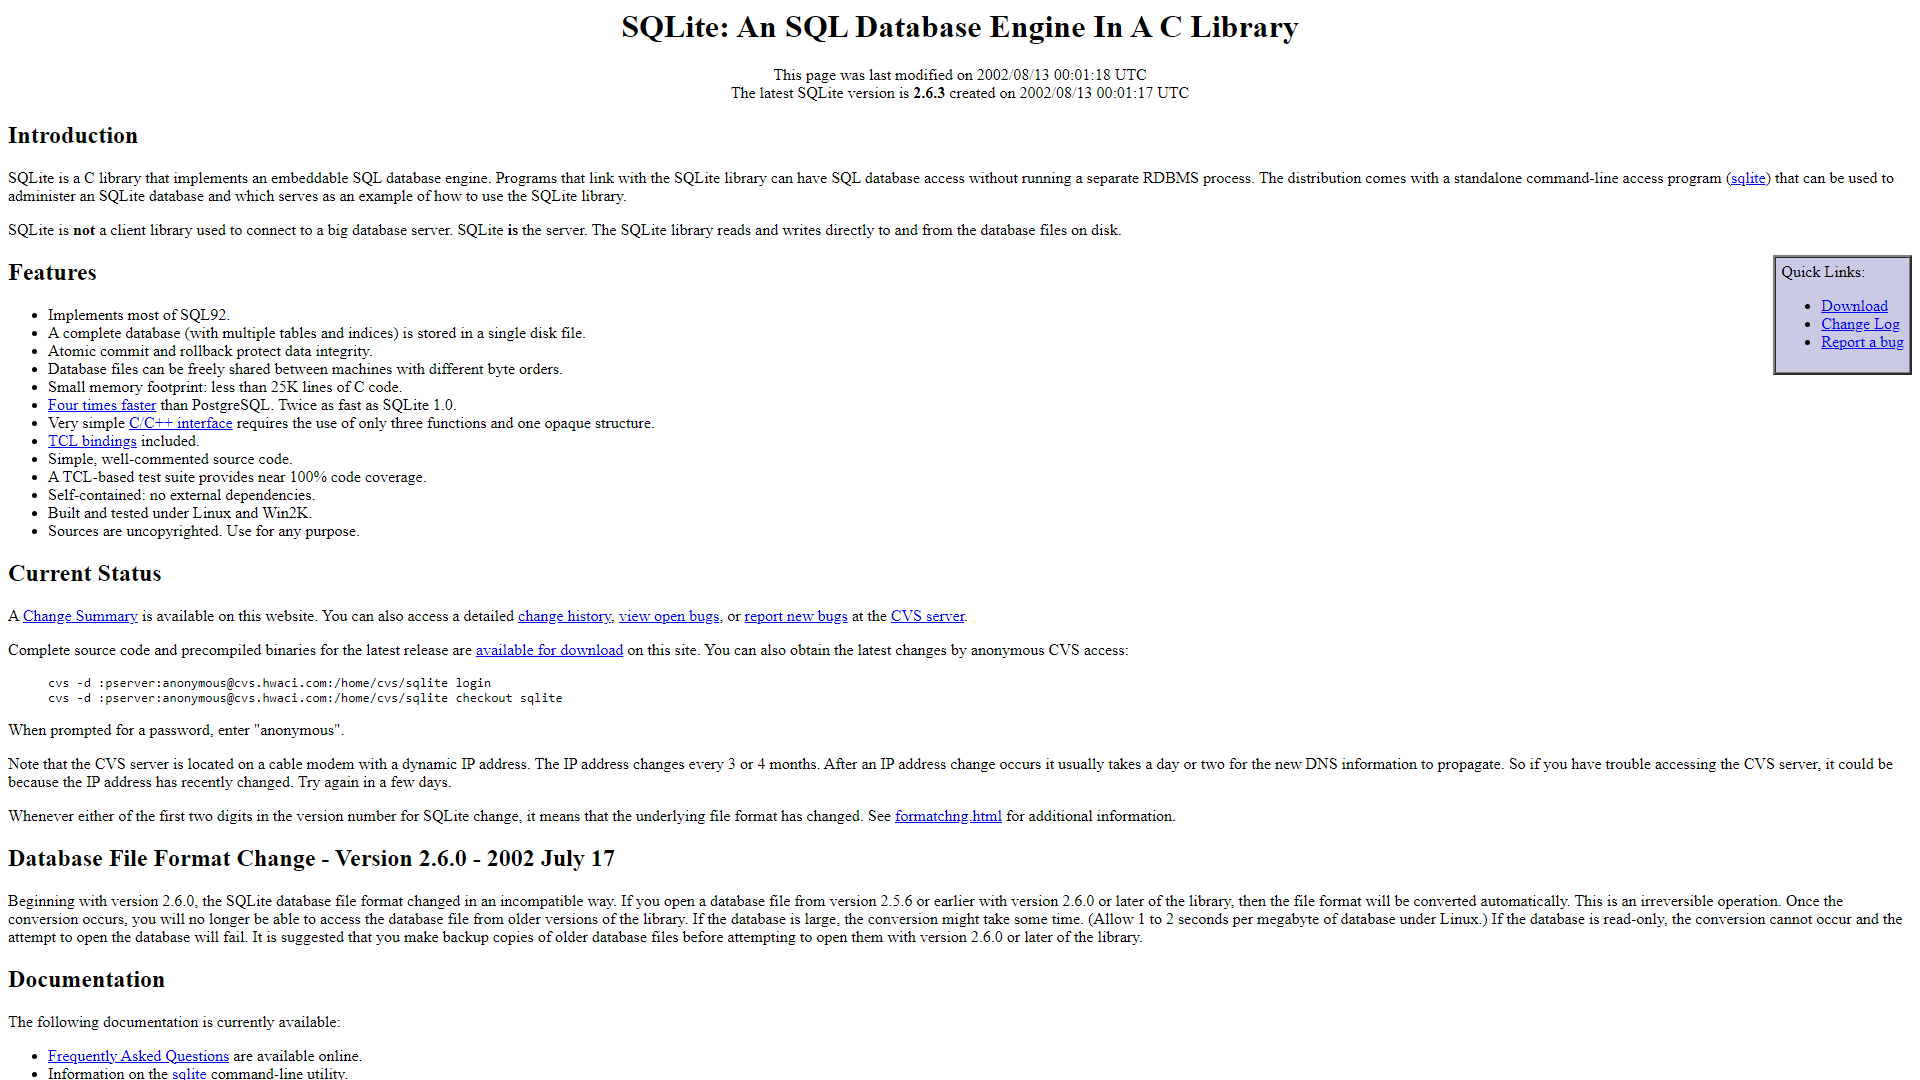 SQLite: An SQL Database Engine In A C Library
This page was last modified on 2002/08/13 00:01:18 UTC
The latest SQLite version is 2.6.3 created on 2002/08/13 00:01:17 UTC
Introduction
SQLite is a C library that implements an embeddable SQL database engine. Programs that link with the SQLite library can have SQL database access without running a separate RDBMS process. The distribution comes with a standalone command-line access program (sqlite) that can be used to
administer an SQLite database and which serves as an example of how to use the SQLite library.
SQLite is not a client library used to connect to a big database server. SQLite is the server. The SQLite library reads and writes directly to and from the database files on disk.
Quick Links:
Download
Change Log
Report a bug
Features
Implements most of SQL92.
A complete database (with multiple tables and indices) is stored in a single disk file.
Atomic commit and rollback protect data integrity.
Database files can be freely shared between machines with different byte orders.
Small memory footprint: less than 25K lines of C code.
Four times faster than PostgreSQL. Twice as fast as SQLite 1.0.
Very simple C/C++ interface requires the use of only three functions and one opaque structure.
TCL bindings included.
Simple, well-commented source code.
A TCL-based test suite provides near 100% code coverage.
Self-contained: no external dependencies.
Built and tested under Linux and Win2K.
Sources are uncopyrighted. Use for any purpose.
Current Status
A Change Summary is available on this website. You can also access a detailed change history, view open bugs, or report new bugs at the CVS server.
Complete source code and precompiled binaries for the latest release are available for download on this site. You can also obtain the latest changes by anonymous CVS access:
cvs -d :pserver:anonymous@cvs.hwaci.com:/home/cvs/sqlite login
cvs -d :pserver:anonymous@cvs.hwaci.com:/home/cvs/sqlite checkout sqlite
When prompted for a password, enter "anonymous".
Note that the CVS server is located on a cable modem with a dynamic IP address. The IP address changes every 3 or 4 months. After an IP address change occurs it usually takes a day or two for the new DNS information to propagate. So if you have trouble accessing the CVS server, it could be
because the IP address has recently changed. Try again in a few days.
Whenever either of the first two digits in the version number for SQLite change, it means that the underlying file format has changed. See formatchng.html for additional information.
Database File Format Change - Version 2.6.0 - 2002 July 17
Beginning with version 2.6.0, the SQLite database file format changed in an incompatible way. If you open a database file from version 2.5.6 or earlier with version 2.6.0 or later of the library, then the file format will be converted automatically. This is an irreversible operation. Once the
conversion occurs, you will no longer be able to access the database file from older versions of the library. If the database is large, the conversion might take some time. (Allow 1 to 2 seconds per megabyte of database under Linux.) If the database is read-only, the conversion cannot occur and the
attempt to open the database will fail. It is suggested that you make backup copies of older database files before attempting to open them with version 2.6.0 or later of the library.
Documentation
The following documentation is currently available:
Frequently Asked Questions are available online.
Information on the sqlite command-line utility.